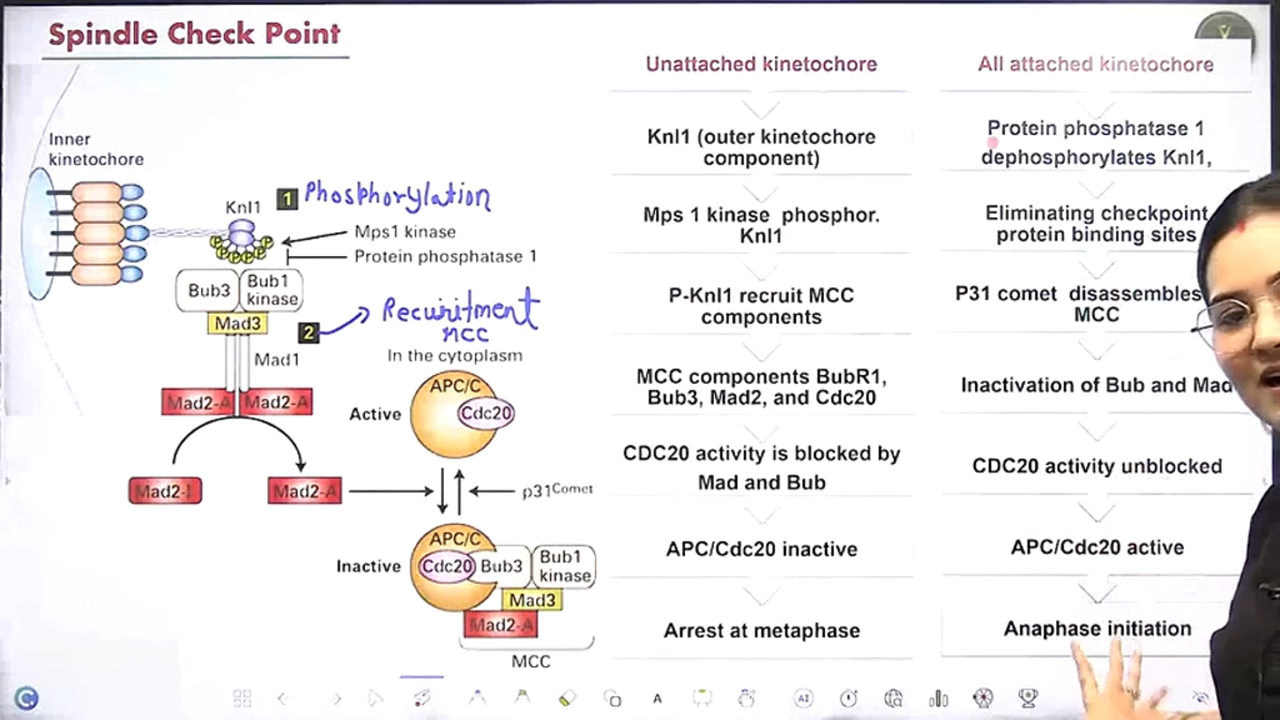 Spindle Check Point
Inner
kinetochore
Knl1
1 Phosphorylation
Mps1 kinase
Protein phosphatase 1
P P P P P P P
Bub3
Bub1
kinase
Mad3
2
Recuiritment
MCC
Mad1
Mad2-A
Mad2-A
Mad2-I
Mad2-A
In the cytoplasm
APC/C
Active
Cdc20
p31Comet
APC/C
Inactive
Cdc20
Bub3
Bub1
kinase
Mad3
Mad2-A
MCC
Unattached kinetochore
Knl1 (outer kinetochore
component)
Mps 1 kinase phosphor.
Knl1
P-Knl1 recruit MCC
components
MCC components BubR1,
Bub3, Mad2, and Cdc20
CDC20 activity is blocked by
Mad and Bub
APC/Cdc20 inactive
Arrest at metaphase
All attached kinetochore
Protein phosphatase 1
dephosphorylates Knl1,
Eliminating checkpoint
protein binding sites
P31 comet disassembles
MCC
Inactivation of Bub and Mad
CDC20 activity unblocked
APC/Cdc20 active
Anaphase initiation
A
AI